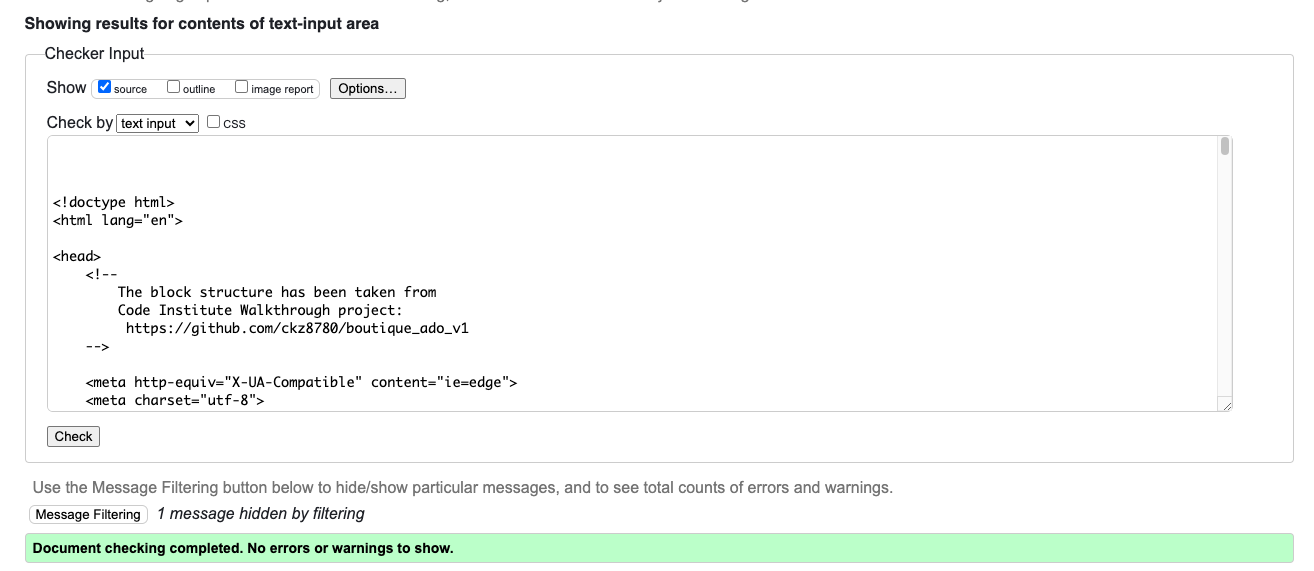 Showing results for contents of text-input area
Checker Input
Show source outline image report Options...
Check by text input CSS
<!doctype html>
<html lang="en">
<head>
<!--
The block structure has been taken from
Code Institute Walkthrough project:
https://github.com/ckz8780/boutique_ado_v1
-->
<meta http-equiv="X-UA-Compatible" content="ie=edge">
<meta charset="utf-8">
Check
Use the Message Filtering button below to hide/show particular messages, and to see total counts of errors and warnings.
Message Filtering 1 message hidden by filtering
Document checking completed. No errors or warnings to show.